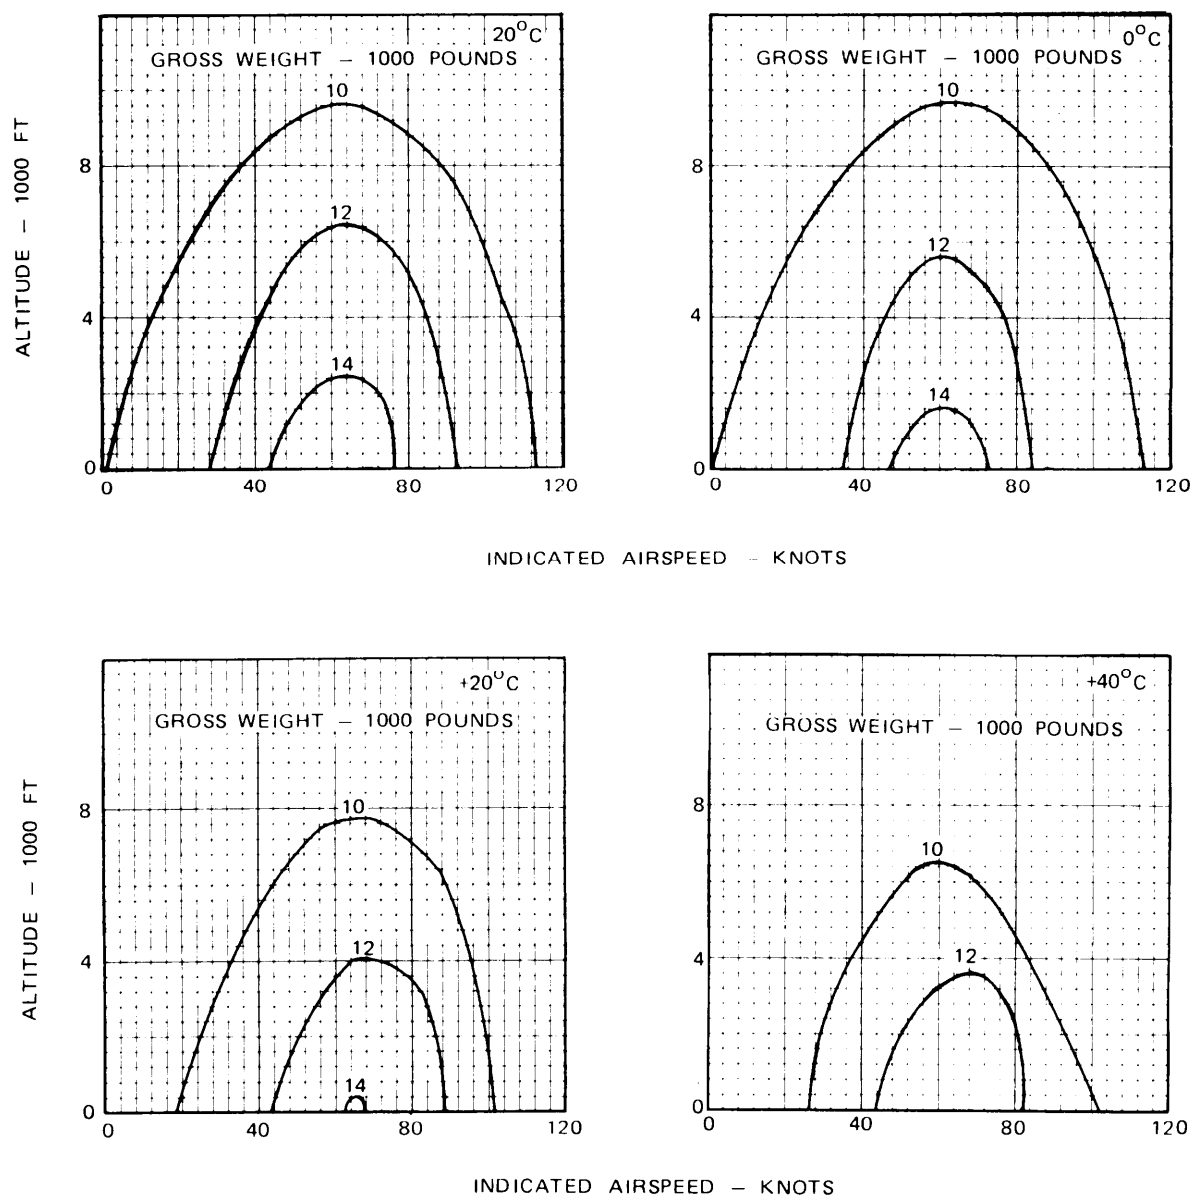 20°C
GROSS WEIGHT – 1000 POUNDS
10
12
14
8
4
0
0 40 80 120
ALTITUDE – 1000 FT
0°C
GROSS WEIGHT – 1000 POUNDS
10
12
14
8
4
0
0 40 80 120
INDICATED AIRSPEED – KNOTS
+20°C
GROSS WEIGHT – 1000 POUNDS
10
12
14
8
4
0
0 40 80 120
ALTITUDE – 1000 FT
+40°C
GROSS WEIGHT – 1000 POUNDS
10
12
8
4
0
0 40 80 120
INDICATED AIRSPEED – KNOTS